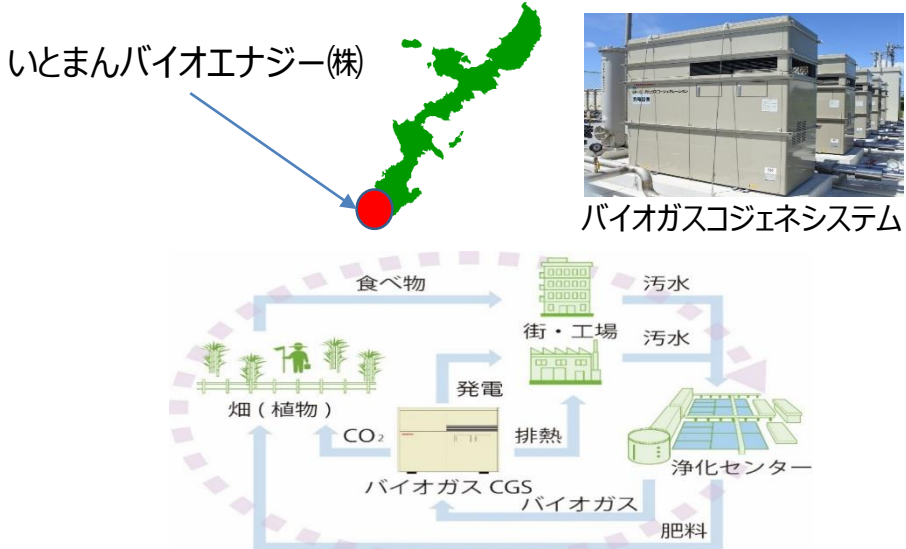 いとまんバイオエナジー㈱
バイオガスコジェネシステム
食べ物
汚水
街・工場
汚水
発電
畑(植物)
CO₂
排熱
浄化センター
バイオガス CGS
バイオガス
肥料